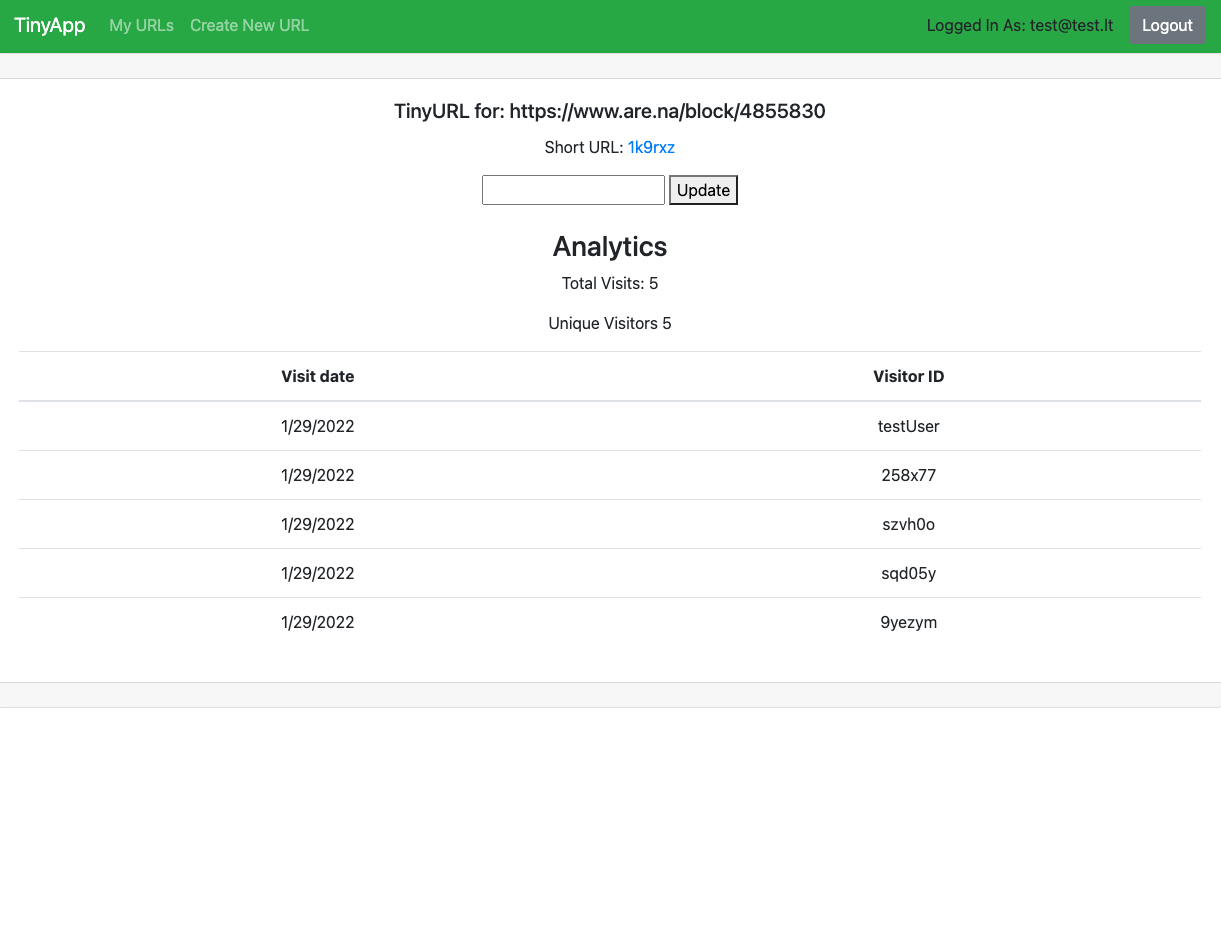 TinyApp My URLs Create New URL Logged In As: test@test.lt Logout
TinyURL for: https://www.are.na/block/4855830
Short URL: 1k9rxz
Update
Analytics
Total Visits: 5
Unique Visitors 5
Visit date Visitor ID
1/29/2022 testUser
1/29/2022 258x77
1/29/2022 szvh0o
1/29/2022 sqd05y
1/29/2022 9yezym